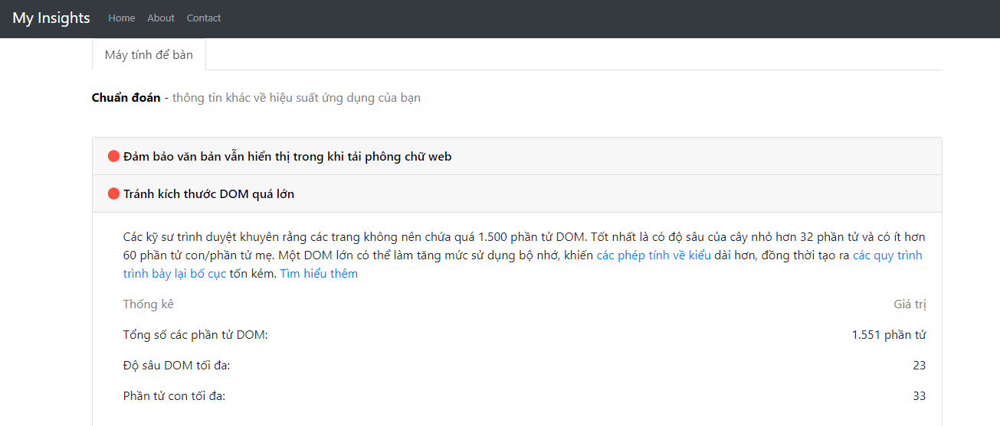 My Insights Home About Contact
Máy tính để bàn
Chuẩn đoán - thông tin khác về hiệu suất ứng dụng của bạn
Đảm bảo văn bản vẫn hiển thị trong khi tải phông chữ web
Tránh kích thước DOM quá lớn
Các kỹ sư trình duyệt khuyên rằng các trang không nên chứa quá 1.500 phần tử DOM. Tốt nhất là có độ sâu của cây nhỏ hơn 32 phần tử và có ít hơn
60 phần tử con/phần tử mẹ. Một DOM lớn có thể làm tăng mức sử dụng bộ nhớ, khiến các phép tính về kiểu dài hơn, đồng thời tạo ra các quy trình
trình bày lại bố cục tốn kém. Tìm hiểu thêm
Thống kê Giá trị
Tổng số các phần tử DOM: 1.551 phần tử
Độ sâu DOM tối đa: 23
Phần tử con tối đa: 33